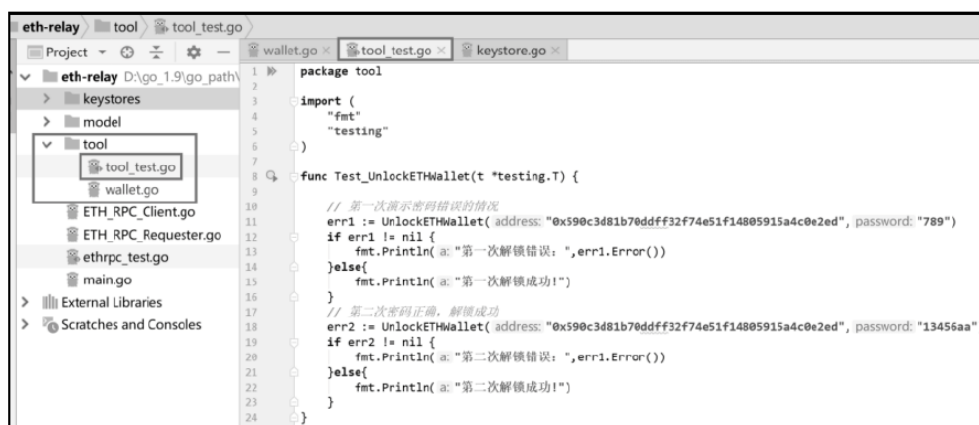 eth-relay tool tool_test.go
Project
wallet.go × tool_test.go × keystore.go ×
eth-relay D:\go_1.9\go_path\
keystores
model
tool
tool_test.go
wallet.go
ETH_RPC_Client.go
ETH_RPC_Requester.go
ethrpc_test.go
main.go
External Libraries
Scratches and Consoles
1 package tool
2
3 import (
4 "fmt"
5 "testing"
6 )
7
8 func Test_UnlockETHWallet(t *testing.T) {
9
10 // 第一次演示密码错误的情况
11 err1 := UnlockETHWallet( address: "0x590c3d81b70ddff32f74e51f14805915a4c0e2ed", password: "789")
12 if err1 != nil {
13 fmt.Println( a: "第一次解锁错误: ",err1.Error())
14 }else{
15 fmt.Println( a: "第一次解锁成功!")
16 }
17 // 第二次密码正确，解锁成功
18 err2 := UnlockETHWallet( address: "0x590c3d81b70ddff32f74e51f14805915a4c0e2ed", password: "13456aa"
19 if err2 != nil {
20 fmt.Println( a: "第二次解锁错误: ",err1.Error())
21 }else{
22 fmt.Println( a: "第二次解锁成功!")
23 }
24 }